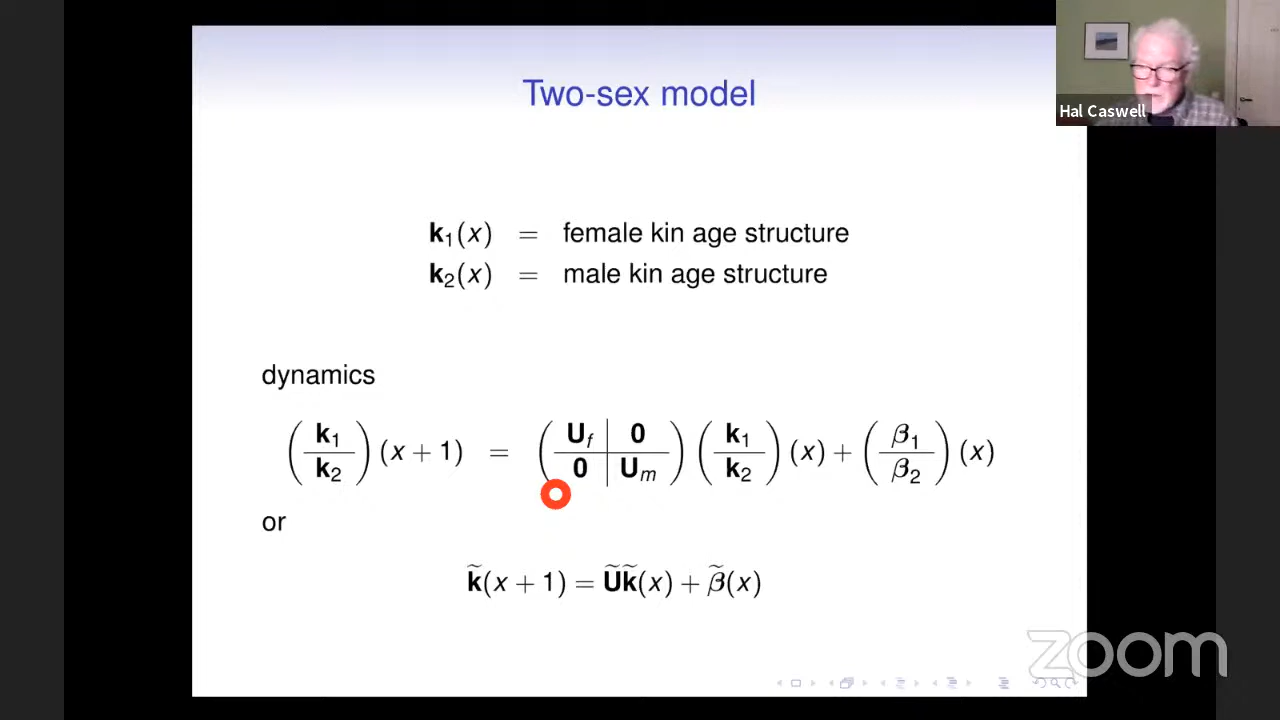 Two-sex model
Hal Caswell
k₁(x) = female kin age structure
k₂(x) = male kin age structure
dynamics
(k₁ / k₂)(x + 1) = (U_f | 0 / 0 | U_m)(k₁ / k₂)(x) + (β₁ / β₂)(x)
or
k̃(x + 1) = Ũk̃(x) + β̃(x)
zoom